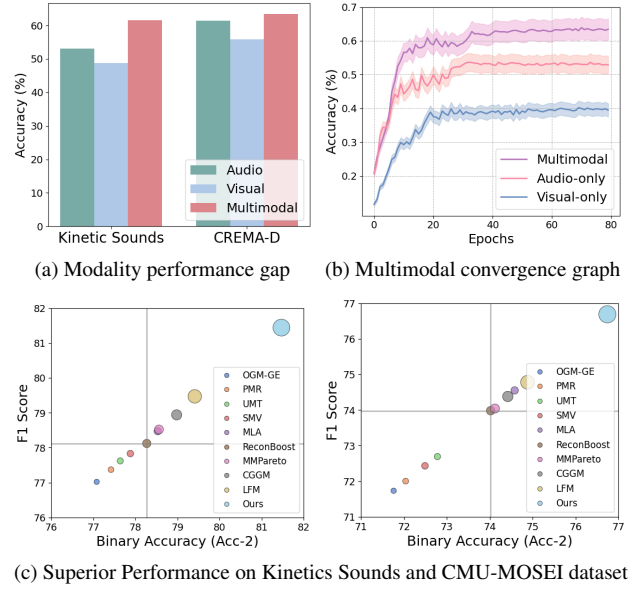 Accuracy (%)
60
50
40
30
20
10
0
Audio
Visual
Multimodal
Kinetic Sounds
CREMA-D
(a) Modality performance gap
Accuracy (%)
0.7
0.6
0.5
0.4
0.3
0.2
Multimodal
Audio-only
Visual-only
0 20 40 60 80
Epochs
(b) Multimodal convergence graph
F1 Score
82
81
80
79
78
77
76
OGM-GE
PMR
UMT
SMV
MLA
ReconBoost
MMPareto
CGGM
LFM
Ours
76 77 78 79 80 81 82
Binary Accuracy (Acc-2)
F1 Score
77
76
75
74
73
72
71
OGM-GE
PMR
UMT
SMV
MLA
ReconBoost
MMPareto
CGGM
LFM
Ours
71 72 73 74 75 76 77
Binary Accuracy (Acc-2)
(c) Superior Performance on Kinetics Sounds and CMU-MOSEI dataset